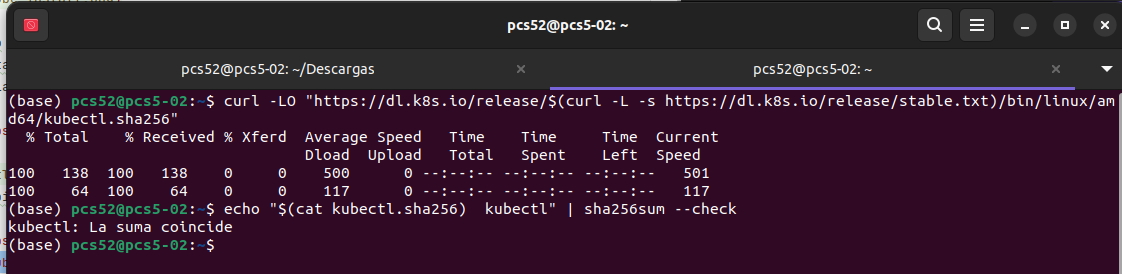 pcs52@pcs5-02: ~
pcs52@pcs5-02: ~/Descargas
pcs52@pcs5-02: ~
(base) pcs52@pcs5-02:~$ curl -LO "https://dl.k8s.io/release/$(curl -L -s https://dl.k8s.io/release/stable.txt)/bin/linux/am
d64/kubectl.sha256"
  % Total    % Received % Xferd  Average Speed   Time    Time     Time  Current
                                 Dload  Upload   Total   Spent    Left  Speed
100   138  100   138    0     0    500      0 --:--:-- --:--:-- --:--:--   501
100    64  100    64    0     0    117      0 --:--:-- --:--:-- --:--:--   117
(base) pcs52@pcs5-02:~$ echo "$(cat kubectl.sha256)  kubectl" | sha256sum --check
kubectl: La suma coincide
(base) pcs52@pcs5-02:~$